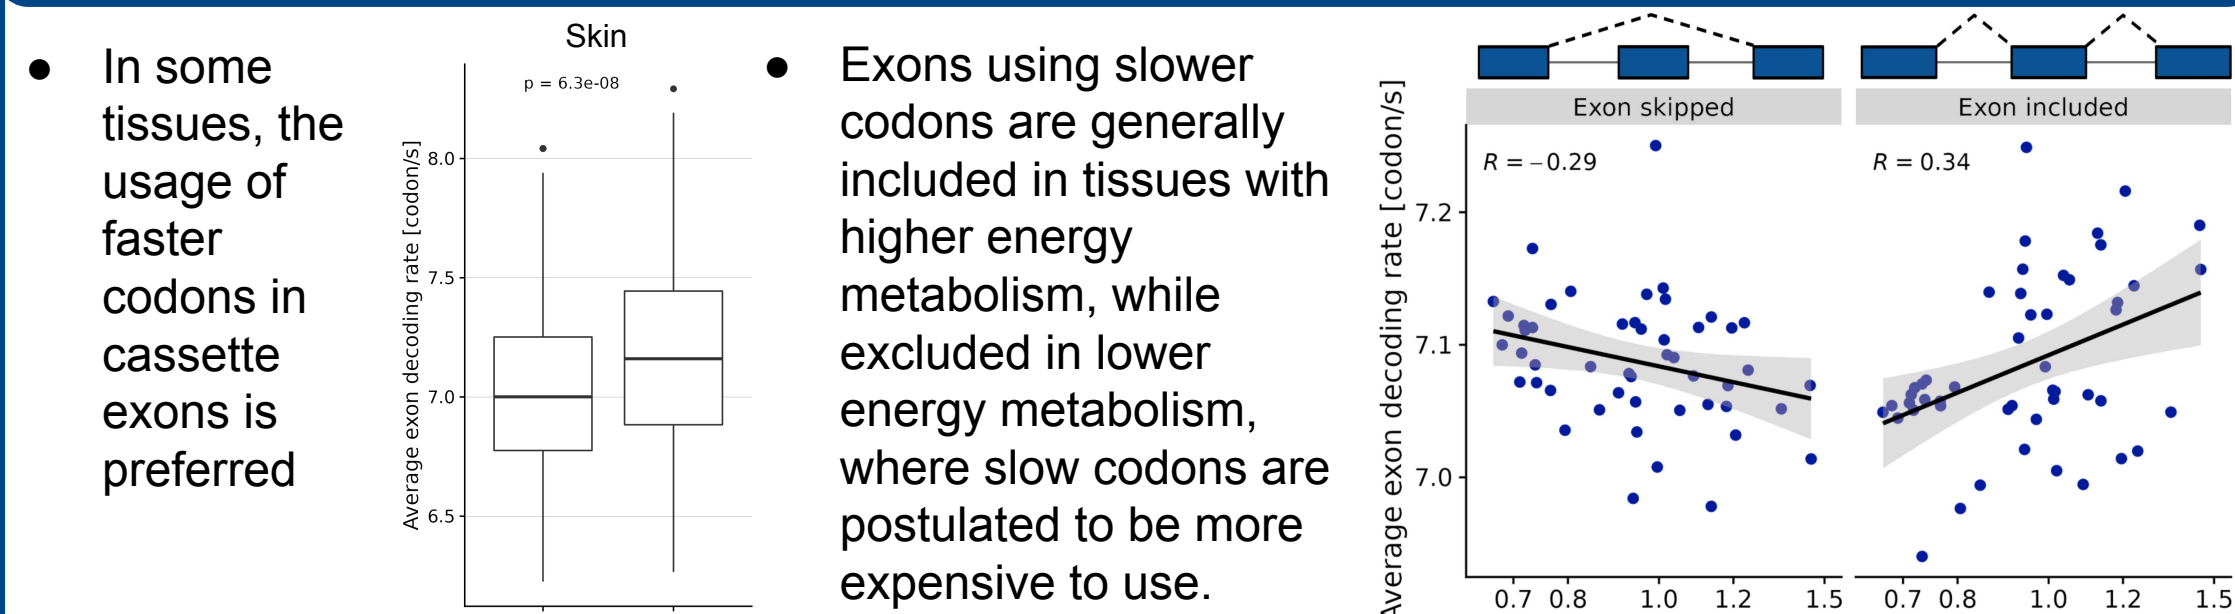 ● In some
tissues, the
usage of
faster
codons in
cassette
exons is
preferred
Skin
p = 6.3e-08
Average exon decoding rate [codon/s]
8.0
7.5
7.0
6.5
● Exons using slower
codons are generally
included in tissues with
higher energy
metabolism, while
excluded in lower
energy metabolism,
where slow codons are
postulated to be more
expensive to use.
Average exon decoding rate [codon/s]
7.2
7.1
7.0
Exon skipped
R = −0.29
0.7 0.8 1.0 1.2 1.5
Exon included
R = 0.34
0.7 0.8 1.0 1.2 1.5